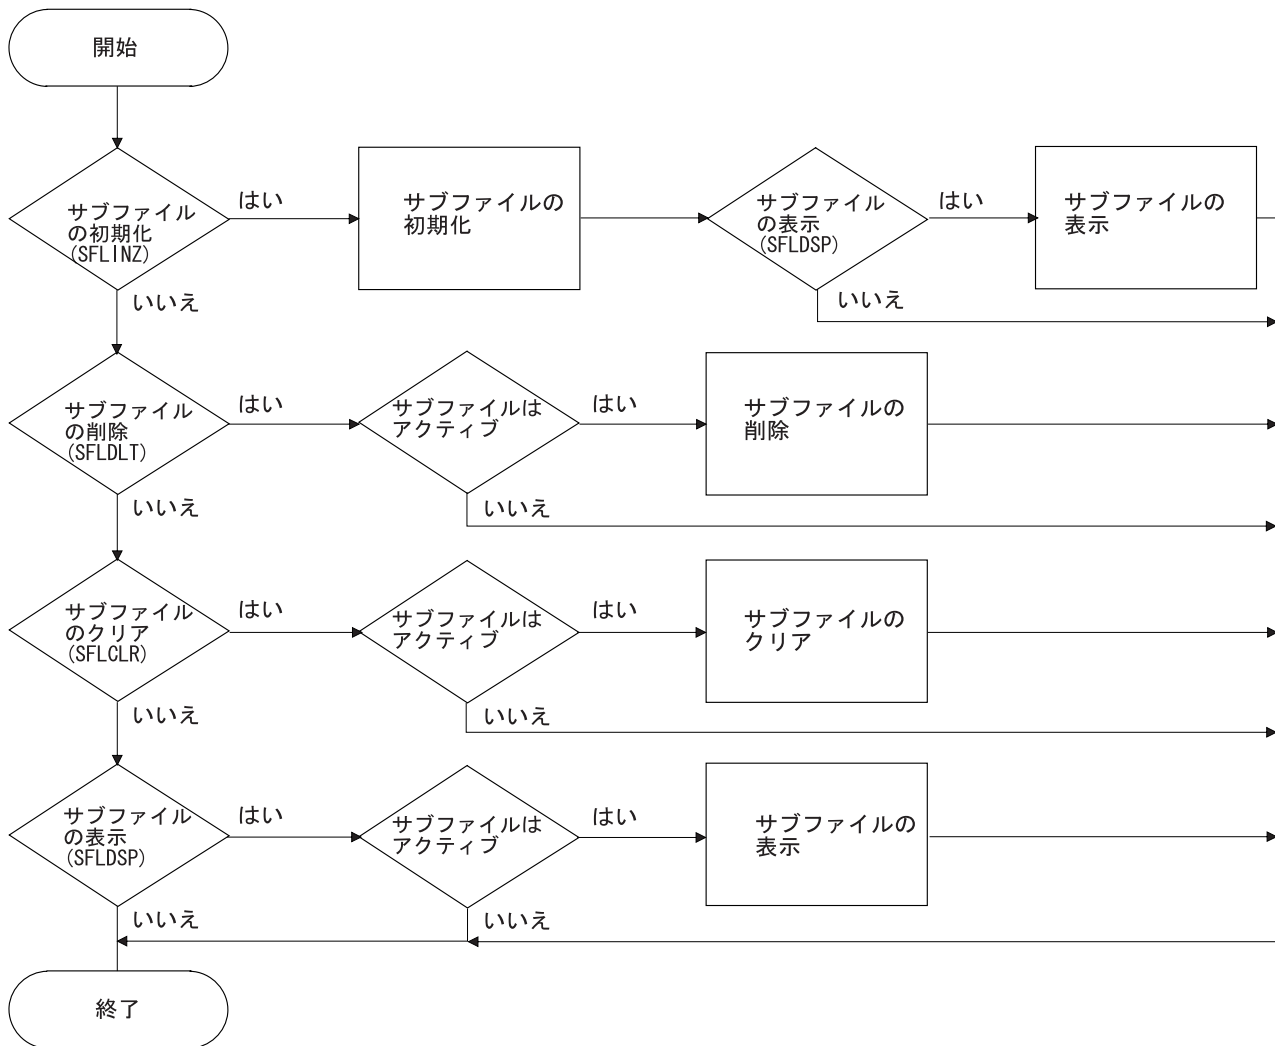 開始
サブファイル
の初期化
(SFLINZ)
はい
サブファイルの
初期化
サブファイル
の表示
(SFLDSP)
はい
サブファイルの
表示
いいえ
いいえ
サブファイル
の削除
(SFLDLT)
はい
サブファイルは
アクティブ
はい
サブファイルの
削除
いいえ
いいえ
サブファイル
のクリア
(SFLCLR)
はい
サブファイルは
アクティブ
はい
サブファイルの
クリア
いいえ
いいえ
サブファイル
の表示
(SFLDSP)
はい
サブファイルは
アクティブ
はい
サブファイルの
表示
いいえ
いいえ
終了